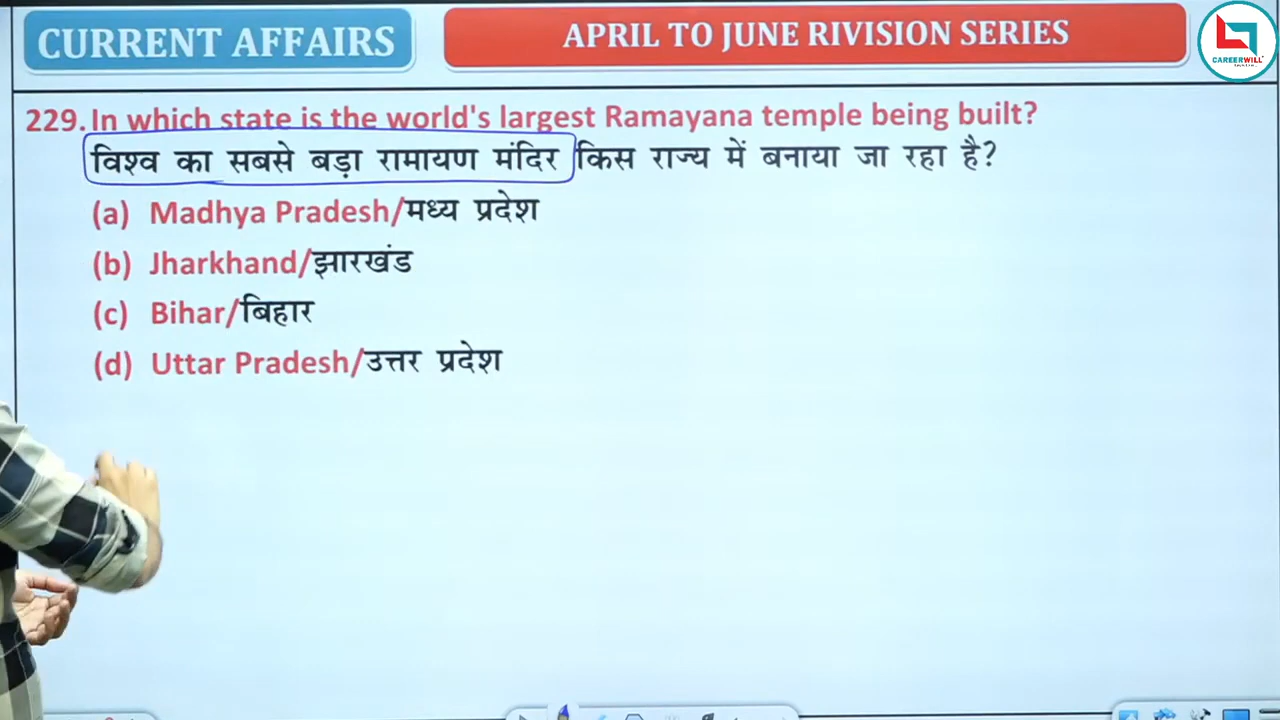 CURRENT AFFAIRS
APRIL TO JUNE RIVISION SERIES
CAREERWILL
229. In which state is the world's largest Ramayana temple being built?
विश्व का सबसे बड़ा रामायण मंदिर किस राज्य में बनाया जा रहा है?
(a) Madhya Pradesh/मध्य प्रदेश
(b) Jharkhand/झारखंड
(c) Bihar/बिहार
(d) Uttar Pradesh/उत्तर प्रदेश